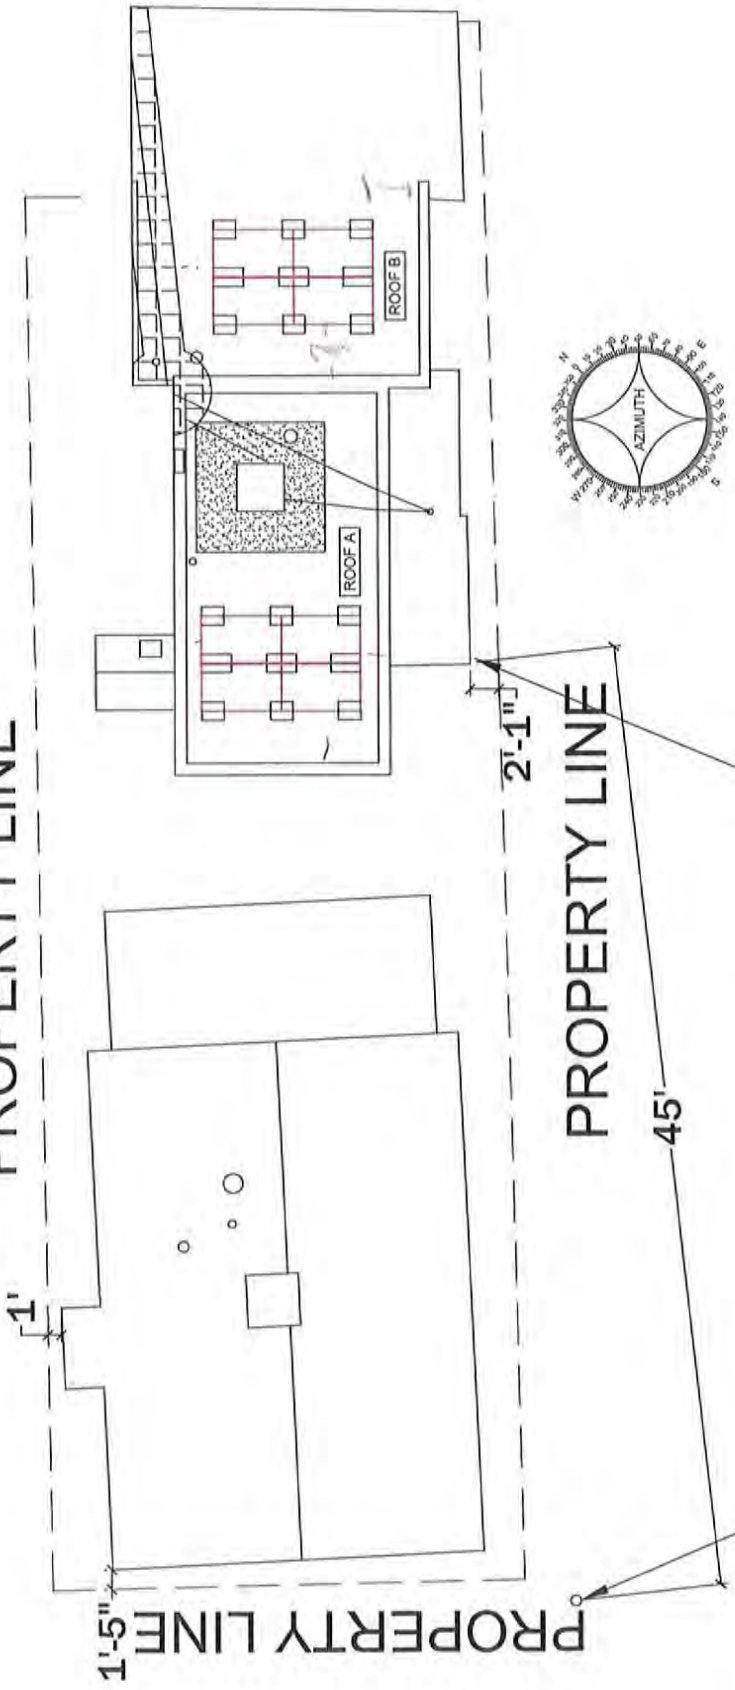 PROPERTY LINE
ROOF B
N
E
S
W
AZIMUTH
ROOF A
2'-1"
PROPERTY LINE
1'
45'
1'-5"
PROPERTY LINE